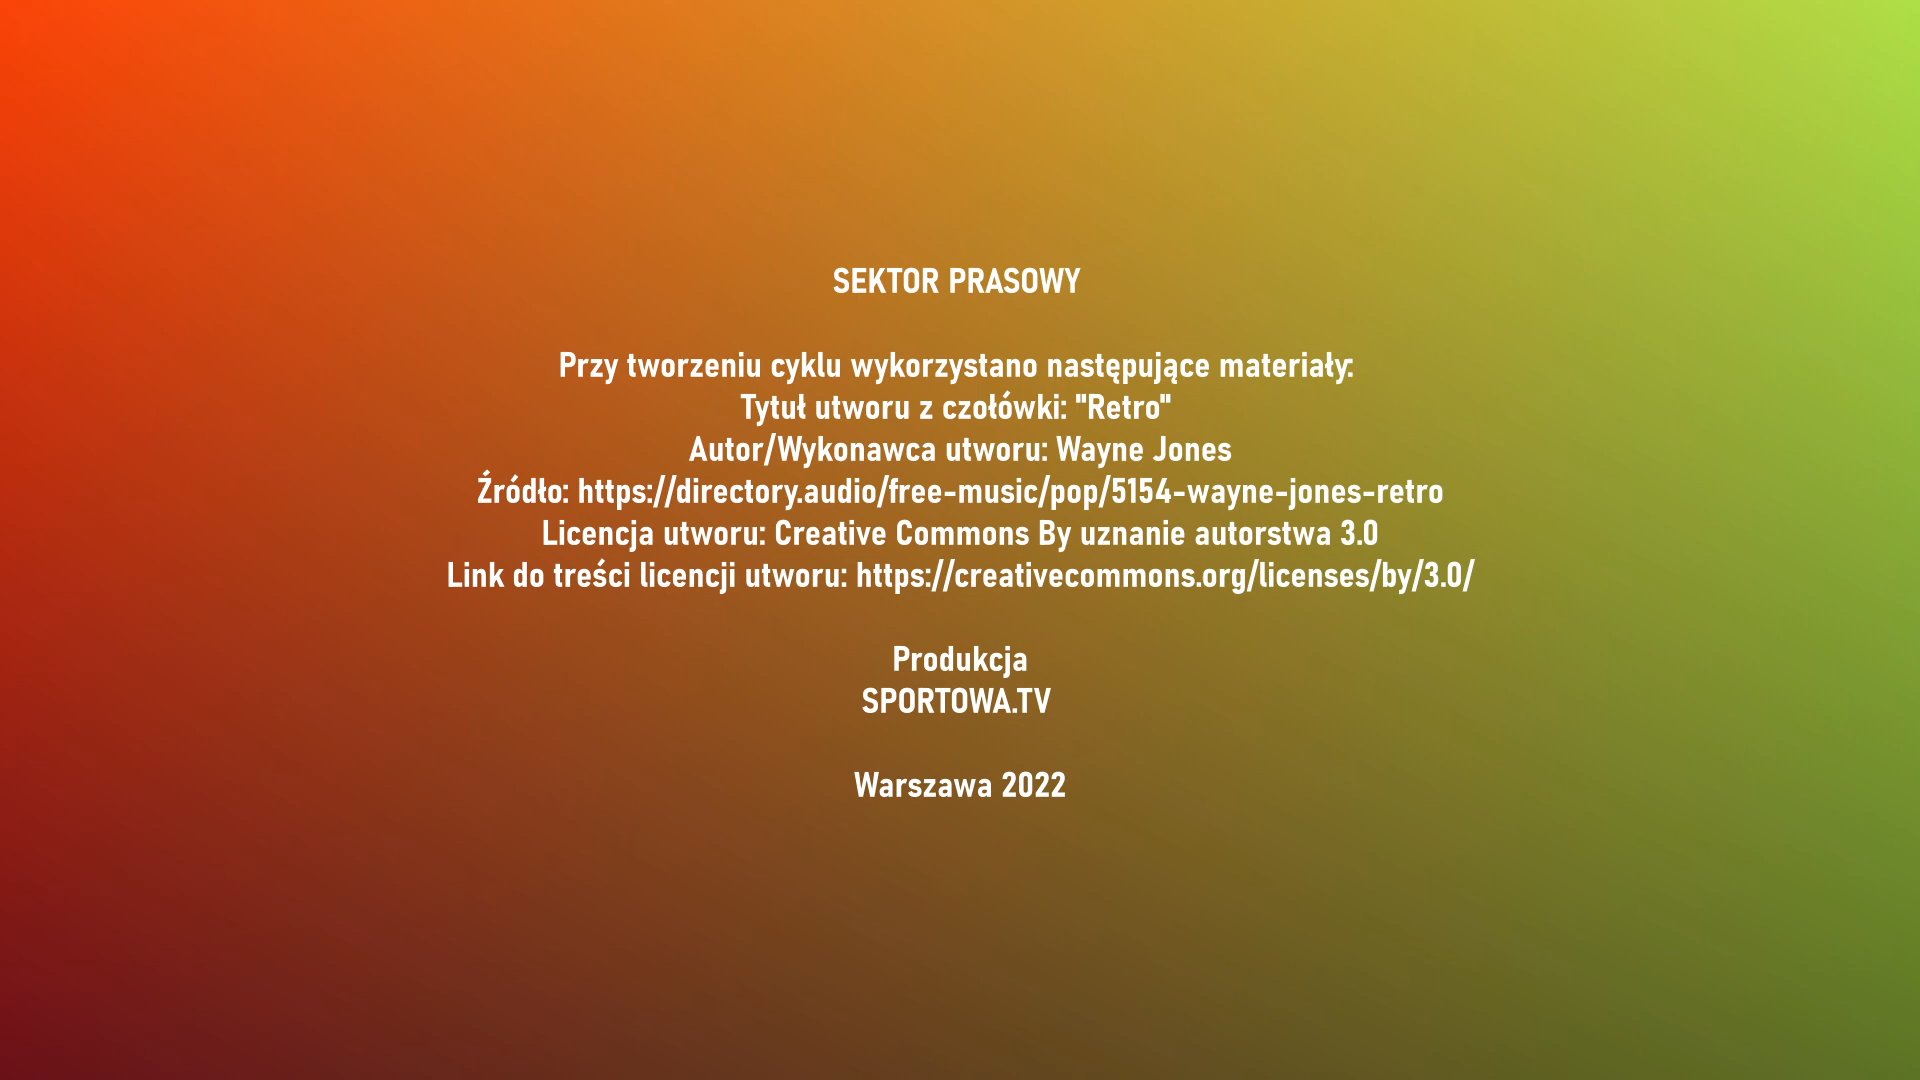 SEKTOR PRASOWY
Przy tworzeniu cyklu wykorzystano następujące materiały:
Tytuł utworu z czołówki: "Retro"
Autor/Wykonawca utworu: Wayne Jones
Źródło: https://directory.audio/free-music/pop/5154-wayne-jones-retro
Licencja utworu: Creative Commons By uznanie autorstwa 3.0
Link do treści licencji utworu: https://creativecommons.org/licenses/by/3.0/
Produkcja
SPORTOWA.TV
Warszawa 2022